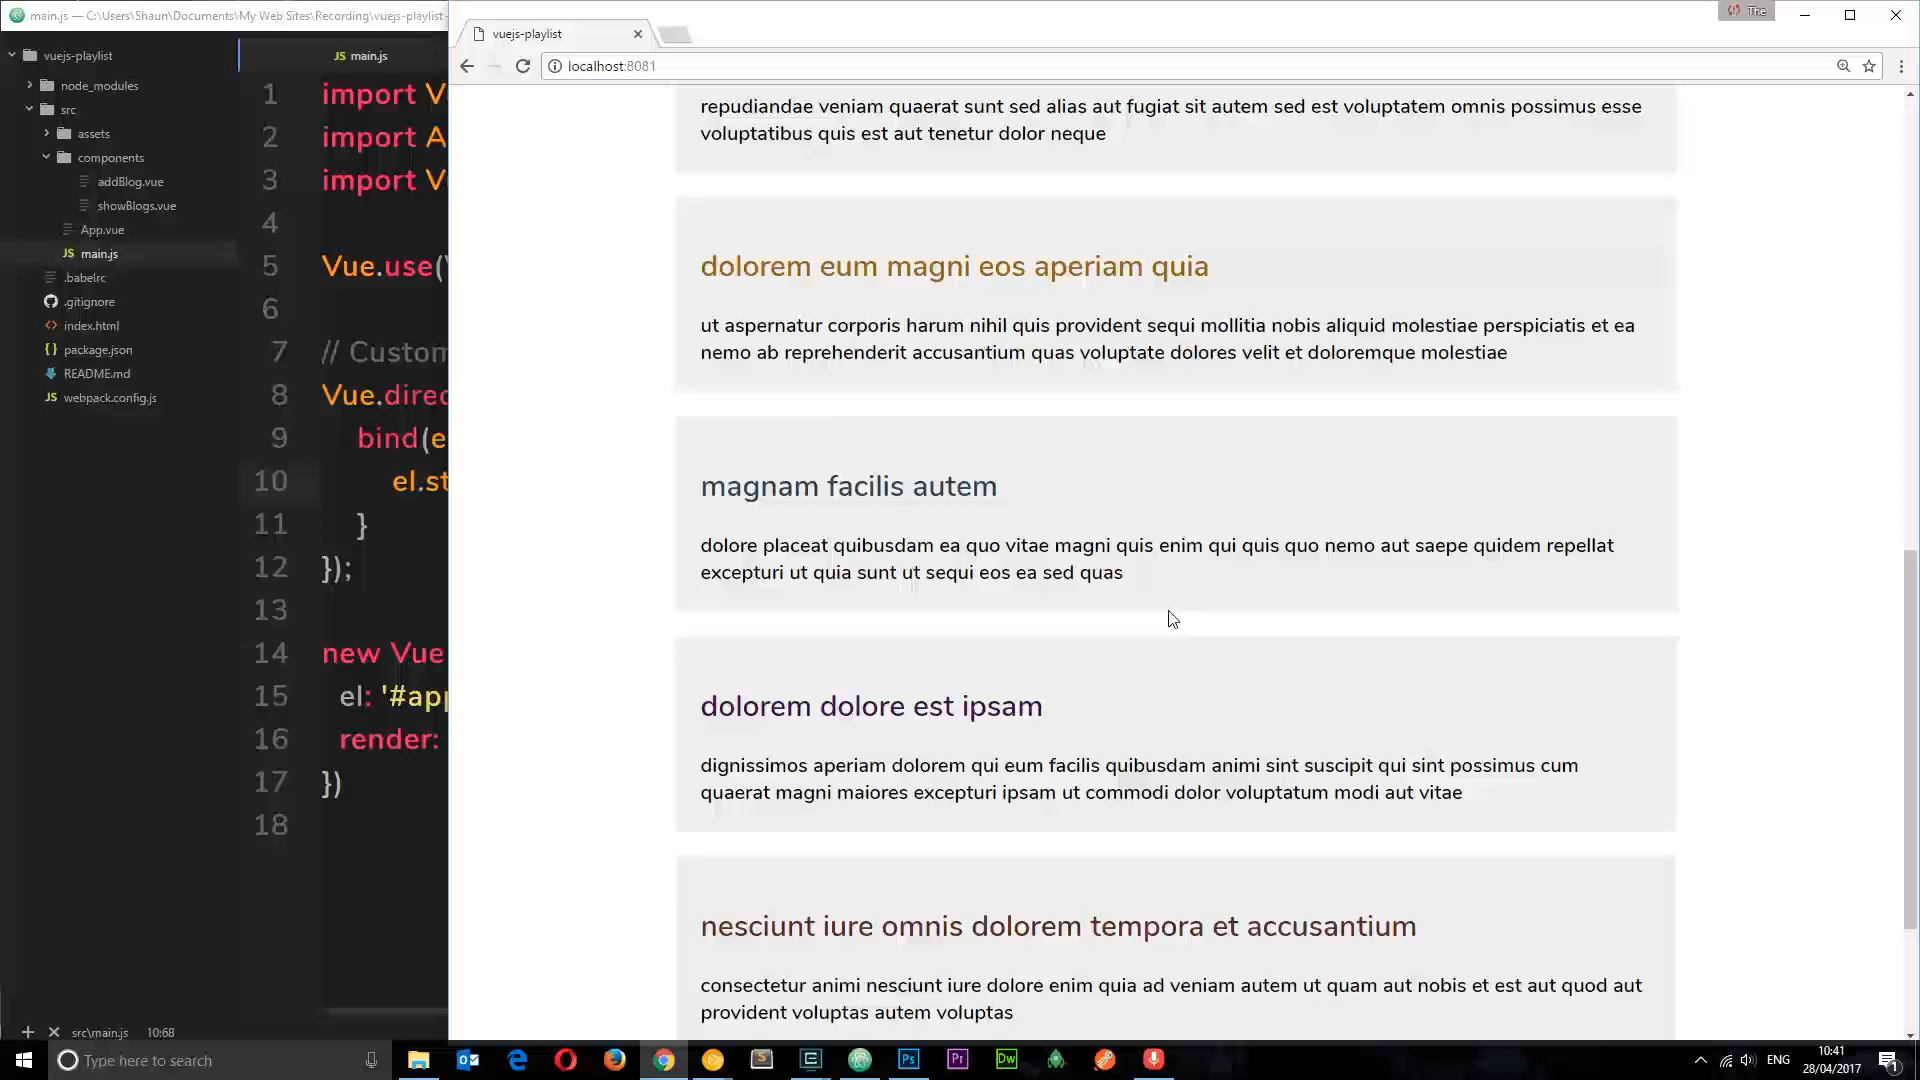 main.js — C:\Users\Shaun\Documents\My Web Sites\Recording\vuejs-playlist -
vuejs-playlist
The
vuejs-playlist
JS main.js
localhost:8081
node_modules
src
assets
components
addBlog.vue
showBlogs.vue
App.vue
JS main.js
.babelrc
.gitignore
index.html
package.json
README.md
JS webpack.config.js
1 import V
2 import A
3 import V
4
5 Vue.use(
6
7 // Custom
8 Vue.direc
9 bind(e
10 el.st
11 }
12 });
13
14 new Vue
15 el: '#app
16 render:
17 })
18
repudiandae veniam quaerat sunt sed alias aut fugiat sit autem sed est voluptatem omnis possimus esse
voluptatibus quis est aut tenetur dolor neque
dolorem eum magni eos aperiam quia
ut aspernatur corporis harum nihil quis provident sequi mollitia nobis aliquid molestiae perspiciatis et ea
nemo ab reprehenderit accusantium quas voluptate dolores velit et doloremque molestiae
magnam facilis autem
dolore placeat quibusdam ea quo vitae magni quis enim qui quis quo nemo aut saepe quidem repellat
excepturi ut quia sunt ut sequi eos ea sed quas
dolorem dolore est ipsam
dignissimos aperiam dolorem qui eum facilis quibusdam animi sint suscipit qui sint possimus cum
quaerat magni maiores excepturi ipsam ut commodi dolor voluptatum modi aut vitae
nesciunt iure omnis dolorem tempora et accusantium
consectetur animi nesciunt iure dolore enim quia ad veniam autem ut quam aut nobis et est aut quod aut
provident voluptas autem voluptas
src\main.js 10:68
Type here to search
Ps
Pr
Dw
ENG
10:41
28/04/2017
1